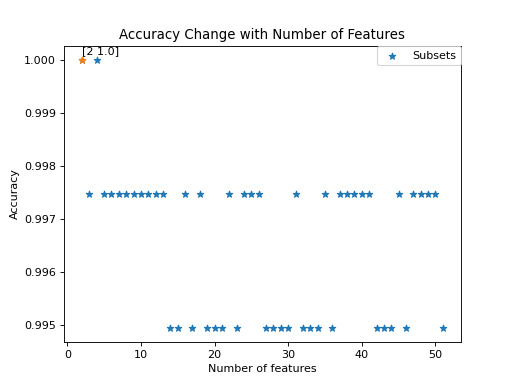 Accuracy Change with Number of Features
[2 1.0]
Subsets
1.000
0.999
0.998
0.997
0.996
0.995
Accuracy
0 10 20 30 40 50
Number of features